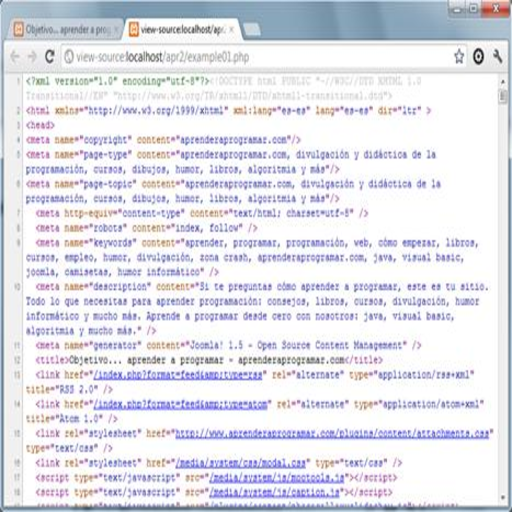 Objetivo... aprender a prog
view-source:localhost/apr
view-source:localhost/apr2/example01.php
1 <?xml version="1.0" encoding="utf-8"?><!DOCTYPE html PUBLIC "-//W3C//DTD XHTML 1.0
Transitional//EN" "http://www.w3.org/TR/xhtml1/DTD/xhtml1-transitional.dtd">
2 <html xmlns="http://www.w3.org/1999/xhtml" xml:lang="es-es" lang="es-es" dir="ltr" >
3 <head>
4 <meta name="copyright" content="aprenderaprogramar.com"/>
5 <meta name="page-type" content="aprenderaprogramar.com, divulgación y didáctica de la
programación, cursos, dibujos, humor, libros, algoritmia y más"/>
6 <meta name="page-topic" content="aprenderaprogramar.com, divulgación y didáctica de la
programación, cursos, dibujos, humor, libros, algoritmia y más"/>
7 <meta http-equiv="content-type" content="text/html; charset=utf-8" />
8 <meta name="robots" content="index, follow" />
9 <meta name="keywords" content="aprender, programar, programación, web, cómo empezar, libros,
cursos, empleo, humor, divulgación, zona crash, aprenderaprogramar.com, java, visual basic,
joomla, camisetas, humor informático" />
10 <meta name="description" content="Si te preguntas cómo aprender a programar, este es tu sitio.
Todo lo que necesitas para aprender programación: consejos, libros, cursos, divulgación, humor
informático y mucho más. Aprende a programar desde cero con nosotros: java, visual basic,
algoritmia y mucho más." />
11 <meta name="generator" content="Joomla! 1.5 - Open Source Content Management" />
12 <title>Objetivo... aprender a programar - aprenderaprogramar.com</title>
13 <link href="/index.php?format=feed&amp;type=rss" rel="alternate" type="application/rss+xml"
title="RSS 2.0" />
14 <link href="/index.php?format=feed&amp;type=atom" rel="alternate" type="application/atom+xml"
title="Atom 1.0" />
15 <link rel="stylesheet" href="http://www.aprenderaprogramar.com/plugins/content/attachments.css"
type="text/css" />
16 <link rel="stylesheet" href="/media/system/css/modal.css" type="text/css" />
17 <script type="text/javascript" src="/media/system/js/mootools.js"></script>
18 <script type="text/javascript" src="/media/system/js/caption.js"></script>